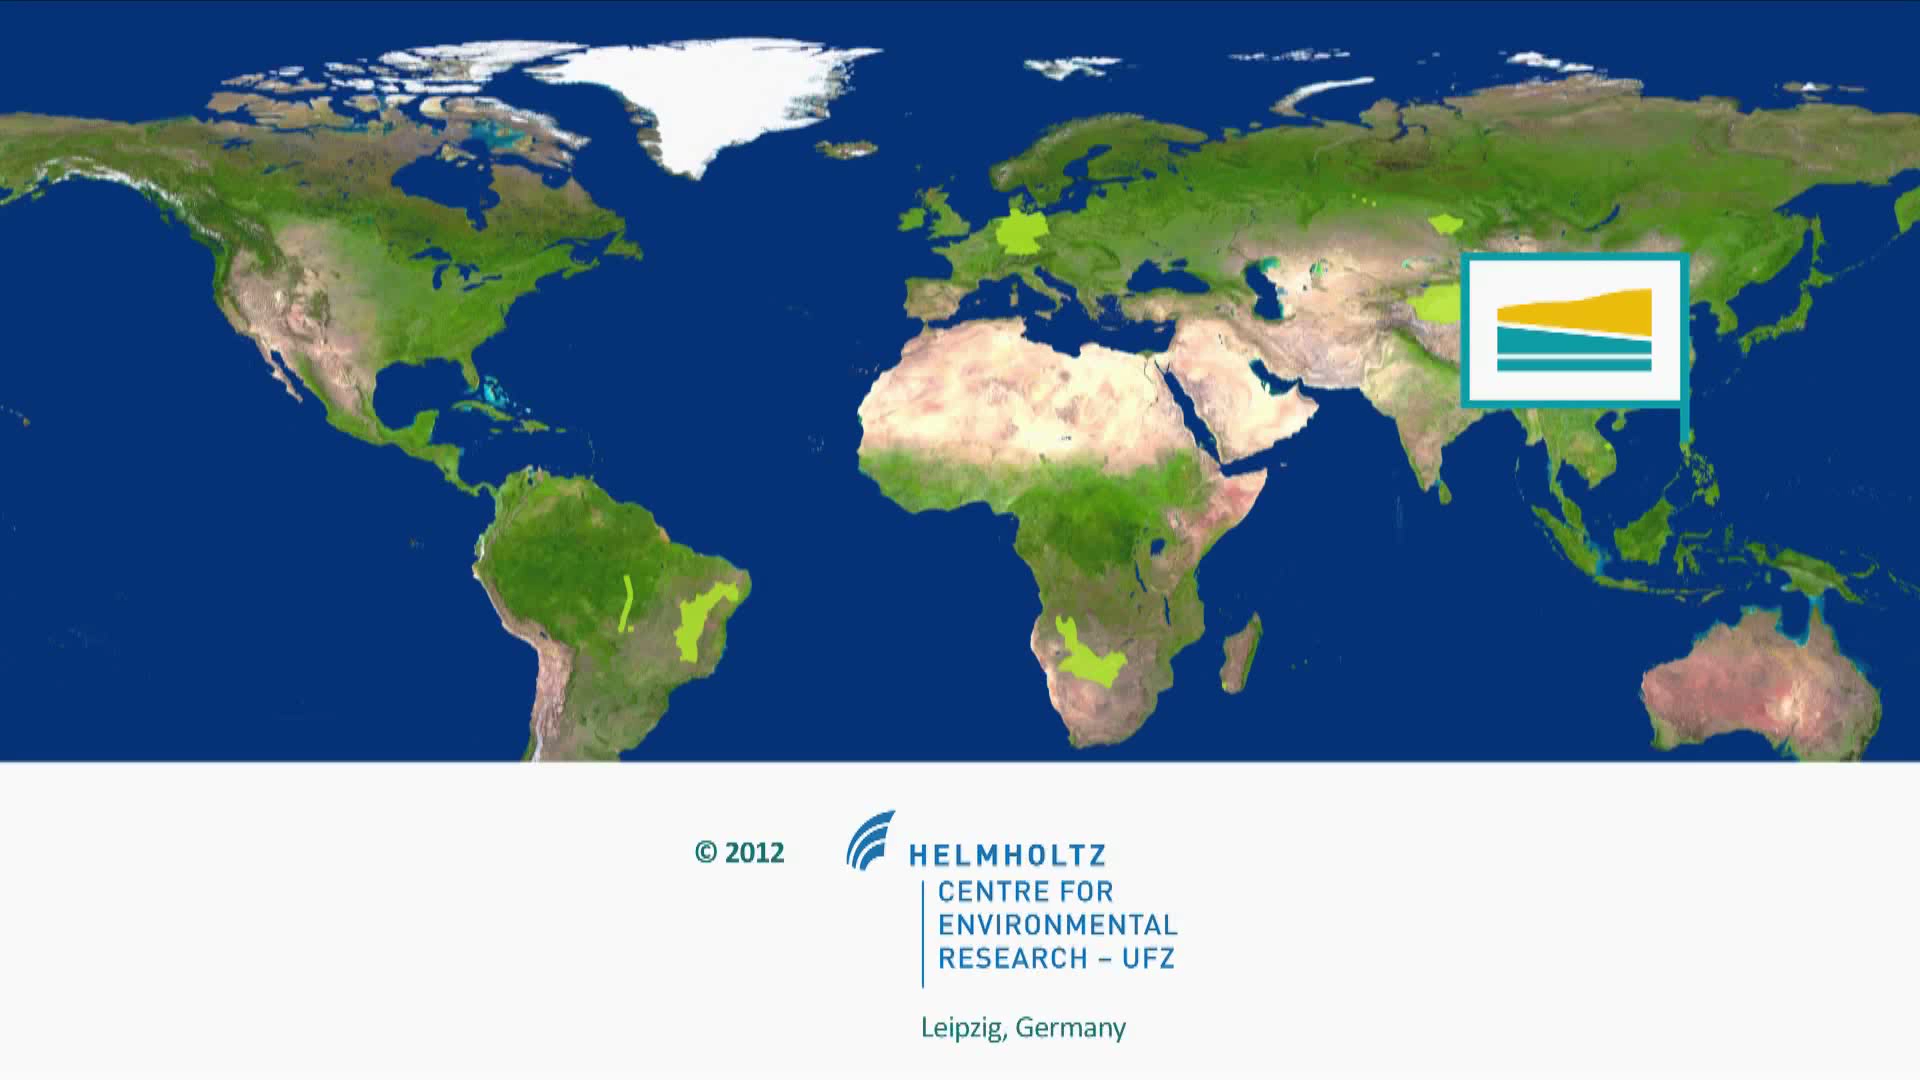 © 2012
HELMHOLTZ
CENTRE FOR
ENVIRONMENTAL
RESEARCH – UFZ
Leipzig, Germany